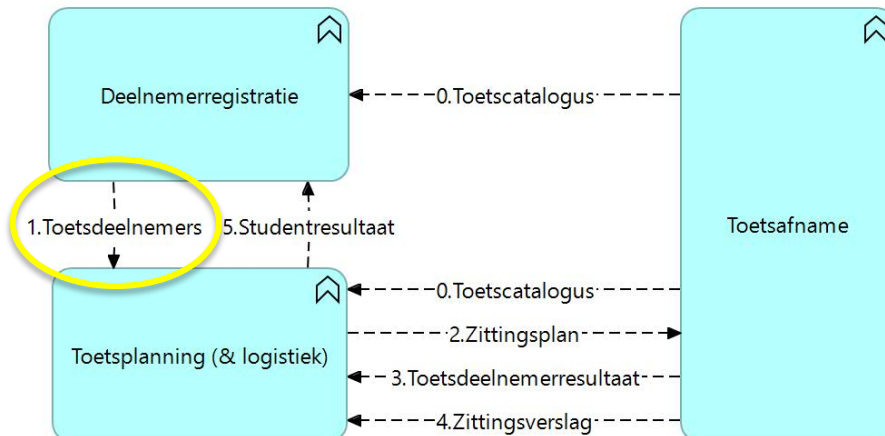 Deelnemerregistratie
0.Toetscatalogus
1.Toetsdeelnemers
5.Studentresultaat
Toetsafname
0.Toetscatalogus
2.Zittingsplan
Toetsplanning (& logistiek)
3.Toetsdeelnemerresultaat
4.Zittingsverslag